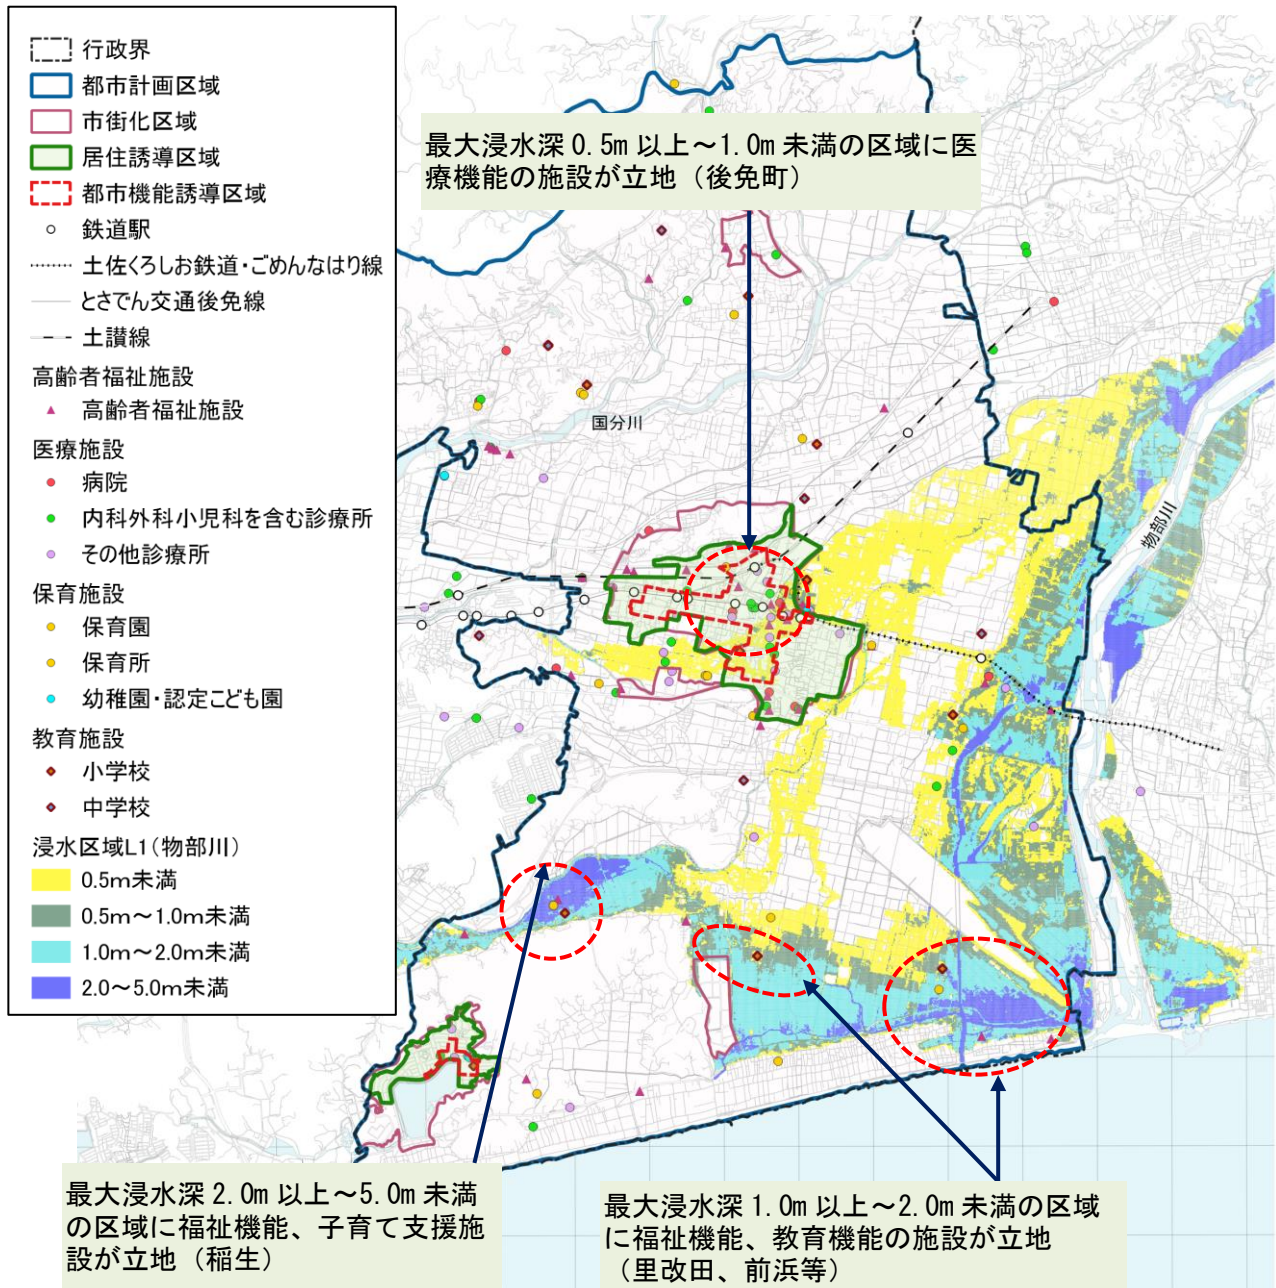 行政界
都市計画区域
市街化区域
居住誘導区域
都市機能誘導区域
鉄道駅
土佐くろしお鉄道・ごめんなはり線
とさでん交通後免線
土讃線
高齢者福祉施設
高齢者福祉施設
医療施設
病院
内科外科小児科を含む診療所
その他診療所
保育施設
保育園
保育所
幼稚園・認定こども園
教育施設
小学校
中学校
浸水区域L1(物部川)
0.5m未満
0.5m～1.0m未満
1.0m～2.0m未満
2.0～5.0m未満
最大浸水深 0.5m 以上～1.0m 未満の区域に医
療機能の施設が立地（後免町）
国分川
物部川
最大浸水深 2.0m 以上～5.0m 未満
の区域に福祉機能、子育て支援施
設が立地（稲生）
最大浸水深 1.0m 以上～2.0m 未満の区域
に福祉機能、教育機能の施設が立地
（里改田、前浜等）